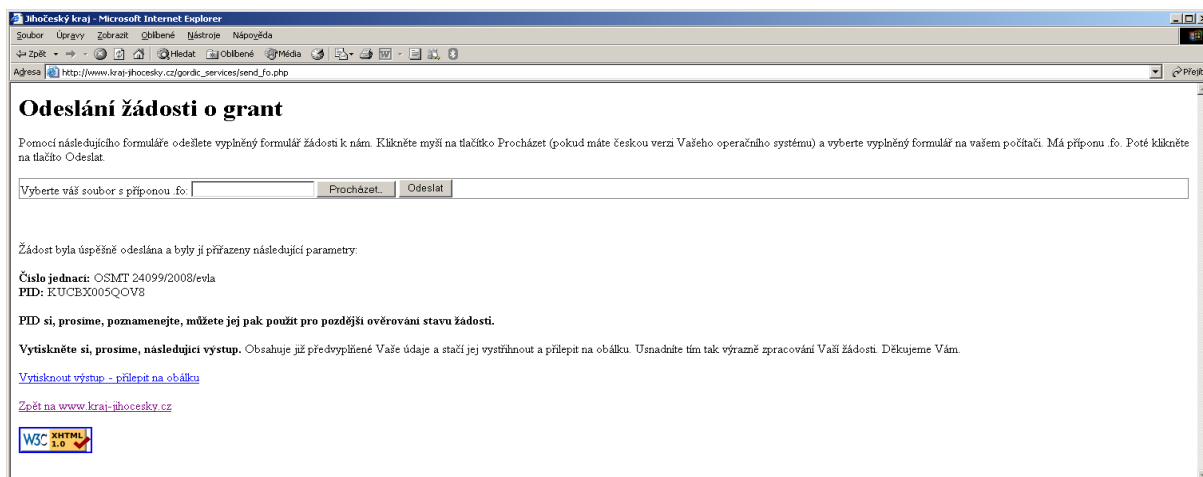 Jihočeský kraj - Microsoft Internet Explorer
Soubor Úpravy Zobrazit Oblíbené Nástroje Nápověda
Zpět Hledat Oblíbené Média
Adresa http://www.kraj-jihocesky.cz/gordic_services/send_fo.php Přejít
Odeslání žádosti o grant
Pomocí následujícího formuláře odešlete vyplněný formulář žádosti k nám. Klikněte myší na tlačítko Procházet (pokud máte českou verzi Vašeho operačního systému) a vyberte vyplněný formulář na vašem počítači. Má příponu .fo. Poté klikněte
na tlačíto Odeslat.
Vyberte váš soubor s příponou .fo: Procházet.. Odeslat
Žádost byla úspěšně odeslána a byly jí přiřazeny následující parametry:
Číslo jednací: OSMT 24099/2008/evla
PID: KUCBX005QOV8
PID si, prosíme, poznamenejte, můžete jej pak použít pro pozdější ověrování stavu žádosti.
Vytiskněte si, prosíme, následující výstup. Obsahuje již předvyplňené Vaše údaje a stačí jej vystřihnout a přilepit na obálku. Usnadníte tím tak výrazně zpracování Vaší žádosti. Děkujeme Vám.
Vytisknout výstup - přilepit na obálku
Zpět na www.kraj-jihocesky.cz
W3C XHTML
1.0